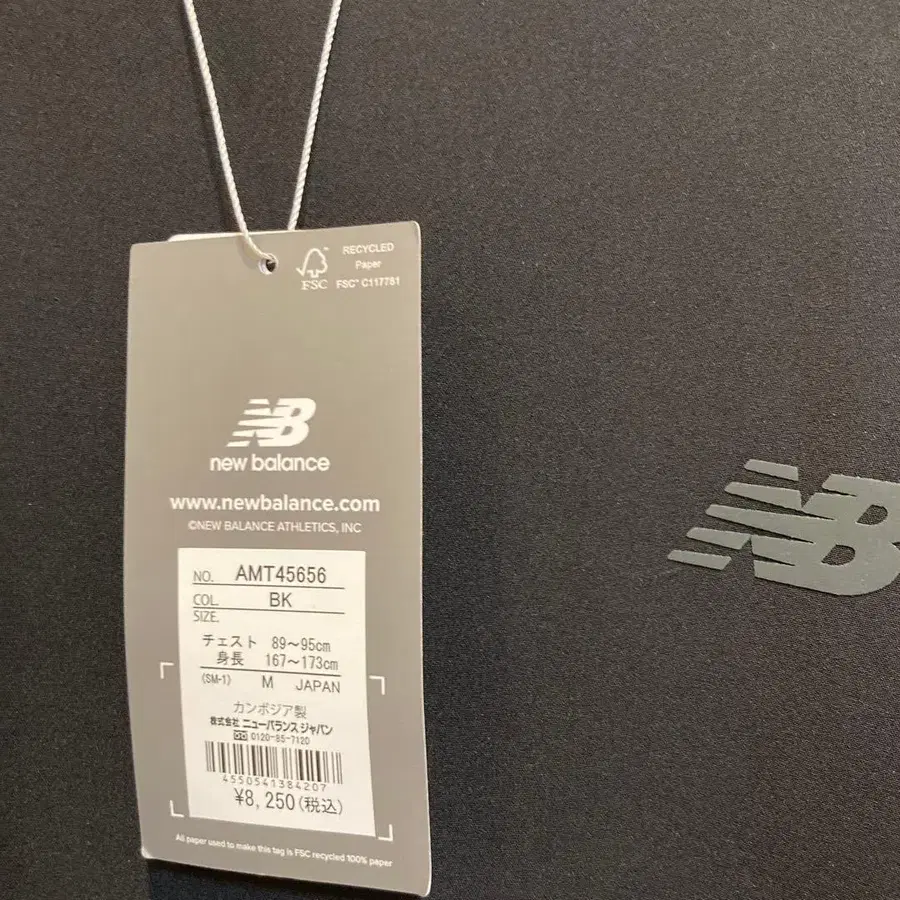 RECYCLED
Paper
FSC
FSC® C117781
NB
new balance
www.newbalance.com
©NEW BALANCE ATHLETICS, INC
NO. AMT45656
COL. BK
SIZE.
チェスト 89～95cm
身長 167～173cm
(SM-1) M JAPAN
カンボジア製
株式会社 ニューバランス ジャパン
0120-85-7120
4550541384207
¥8,250(税込)
All paper used to make this tag is FSC recycled 100% paper
NB